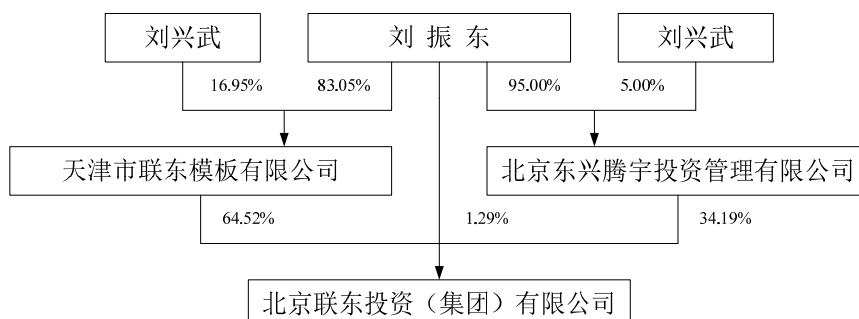 刘兴武 刘 振 东 刘兴武
16.95% 83.05% 95.00% 5.00%
天津市联东模板有限公司 北京东兴腾宇投资管理有限公司
64.52% 1.29% 34.19%
北京联东投资（集团）有限公司